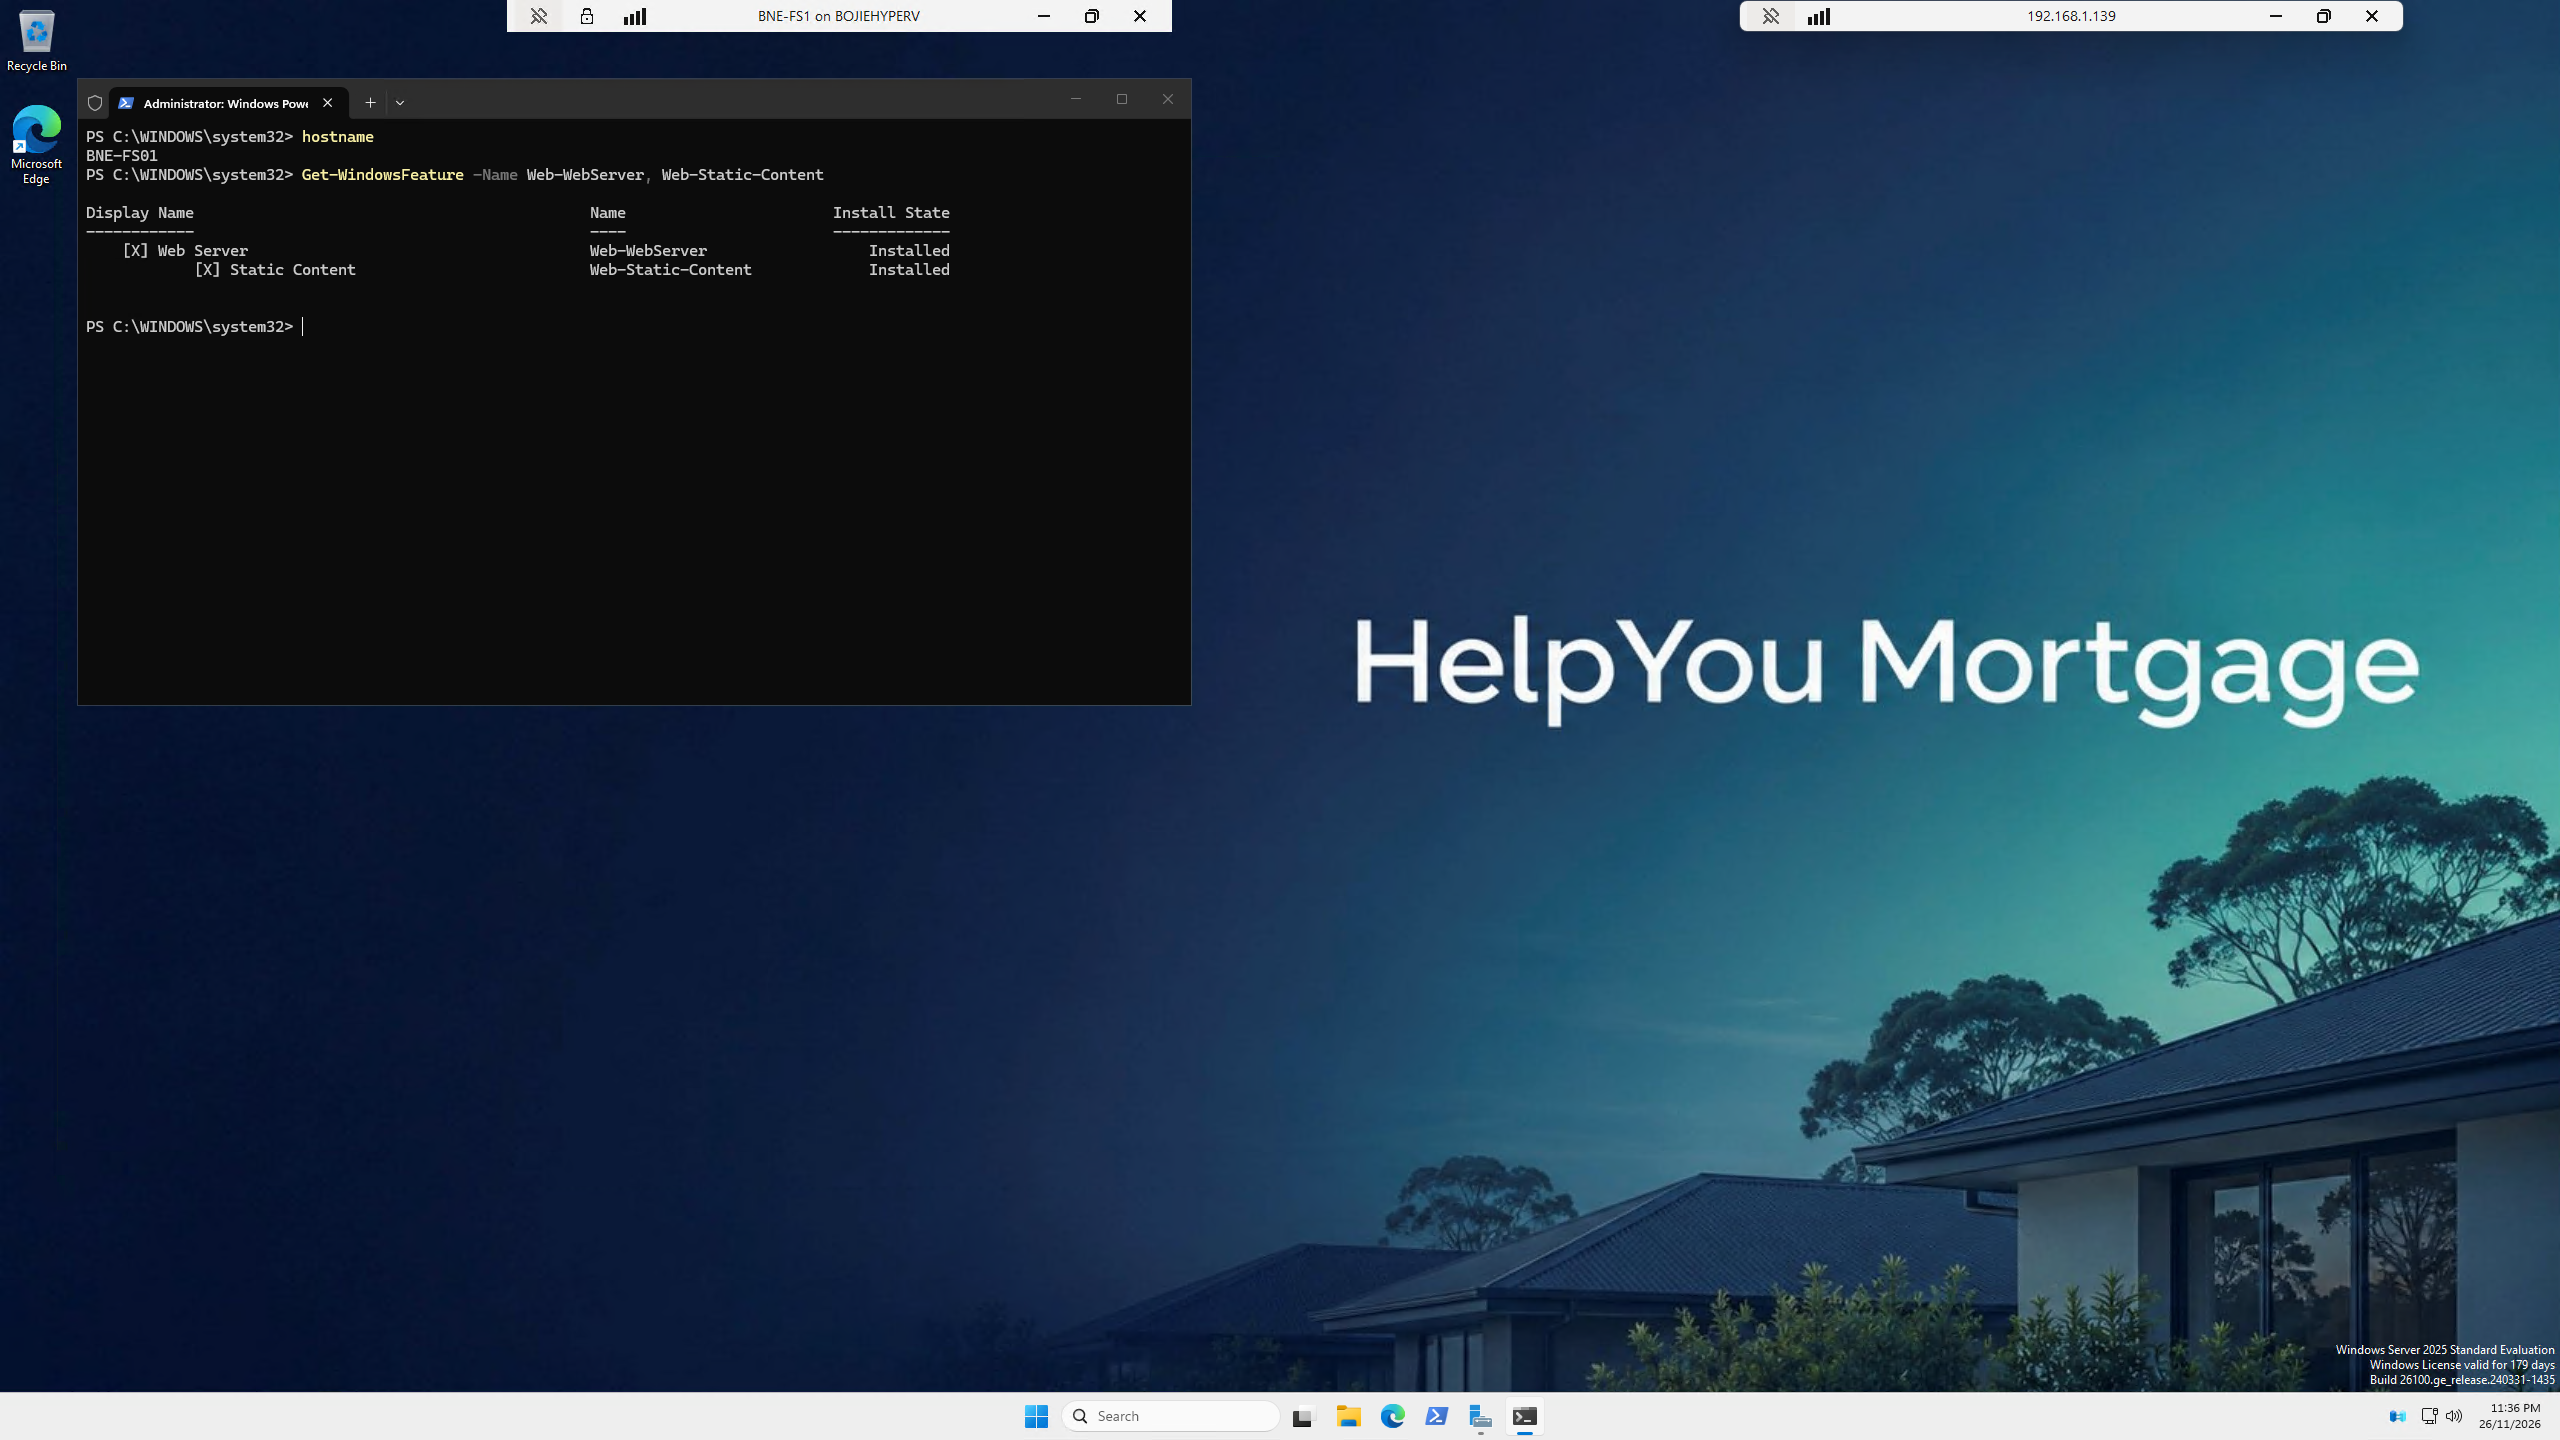 BNE-FS1 on BOJIEHYPERV
192.168.1.139
Recycle Bin
Microsoft
Edge
Administrator: Windows Powe
PS C:\WINDOWS\system32> hostname
BNE-FS01
PS C:\WINDOWS\system32> Get-WindowsFeature -Name Web-WebServer, Web-Static-Content
Display Name Name Install State
------------ ---- -------------
[X] Web Server Web-WebServer Installed
[X] Static Content Web-Static-Content Installed
PS C:\WINDOWS\system32>
HelpYou Mortgage
Windows Server 2025 Standard Evaluation
Windows License valid for 179 days
Build 26100.ge_release.240331-1435
Search
11:36 PM
26/11/2026